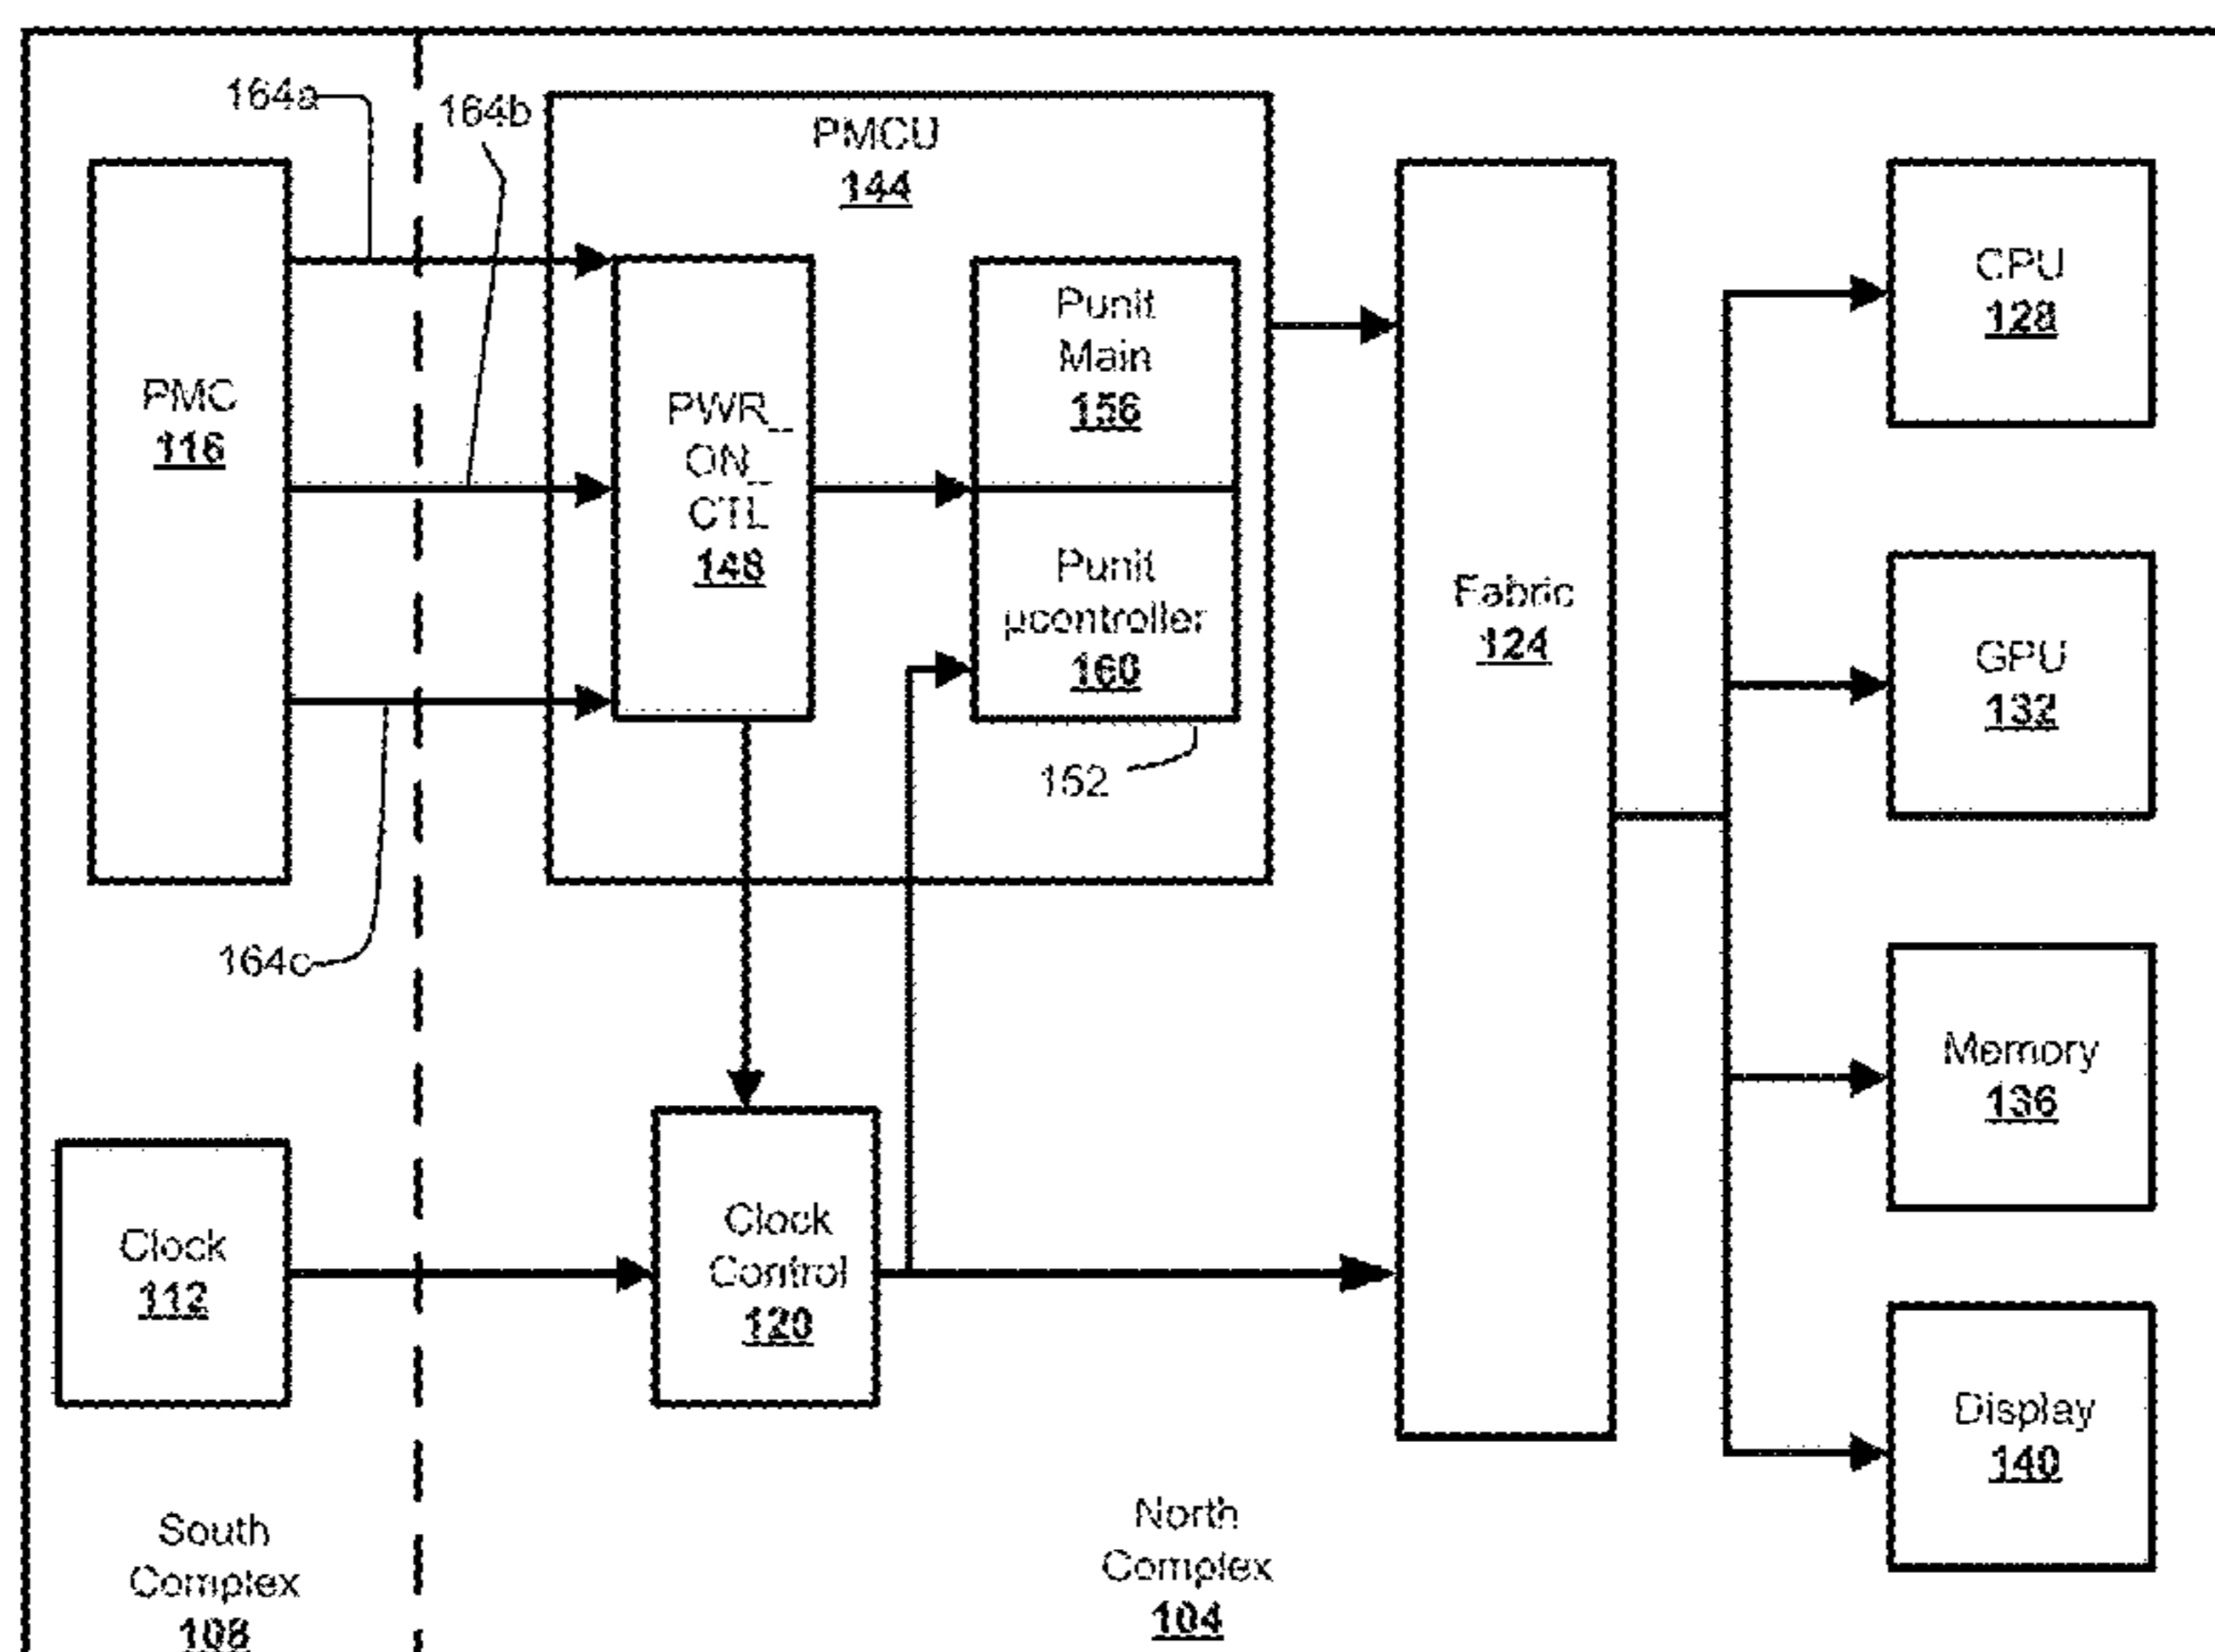 164a
164b
PMCU
144
PMC
116
PWR_
ON_
CTL
148
Punit
Main
156
Punit
µcontroller
160
152
164c
Fabric
124
CPU
128
GPU
132
Memory
136
Display
140
Clock
112
Clock
Control
120
South
Complex
108
North
Complex
104